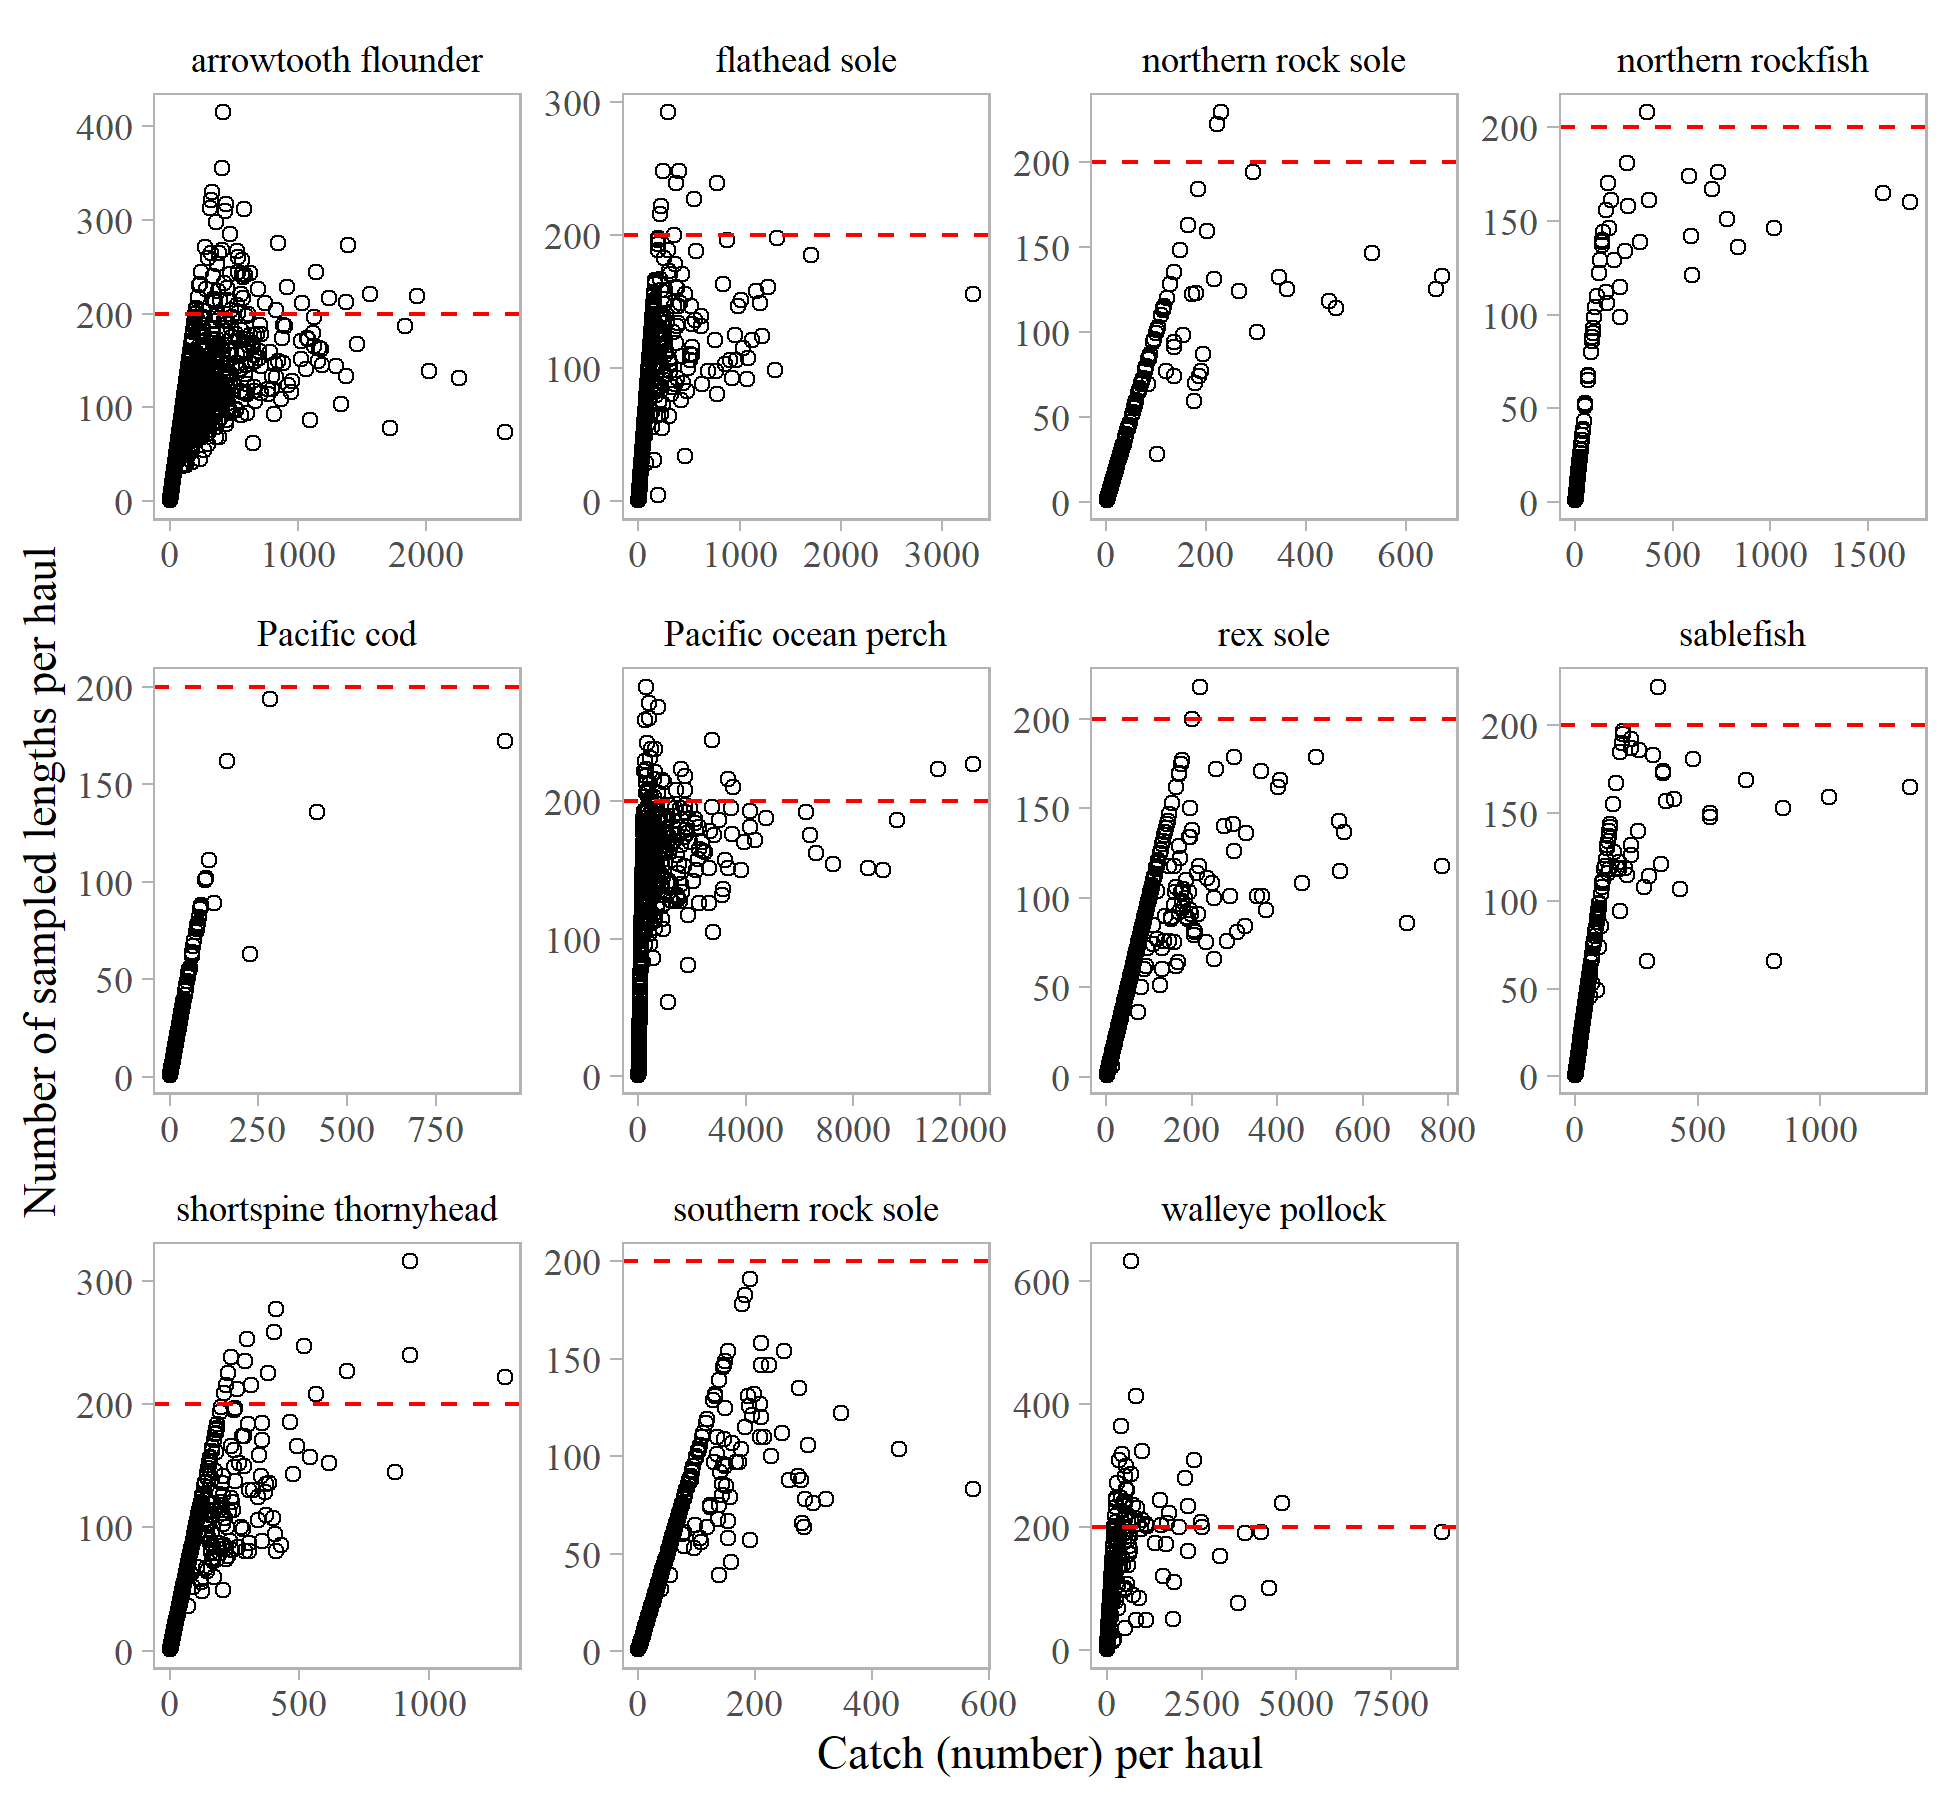 arrowtooth flounder flathead sole northern rock sole northern rockfish
400 300 200 100 0
300 200 100 0
200 150 100 50 0
200 150 100 50 0
0 1000 2000 0 1000 2000 3000 0 200 400 600 0 500 1000 1500
Number of sampled lengths per haul
Pacific cod Pacific ocean perch rex sole sablefish
200 150 100 50 0
200 100 0
200 150 100 50 0
200 150 100 50 0
0 250 500 750 0 4000 8000 12000 0 200 400 600 800 0 500 1000
shortspine thornyhead southern rock sole walleye pollock
300 200 100 0
200 150 100 50 0
600 400 200 0
0 500 1000 0 200 400 600 0 2500 5000 7500
Catch (number) per haul